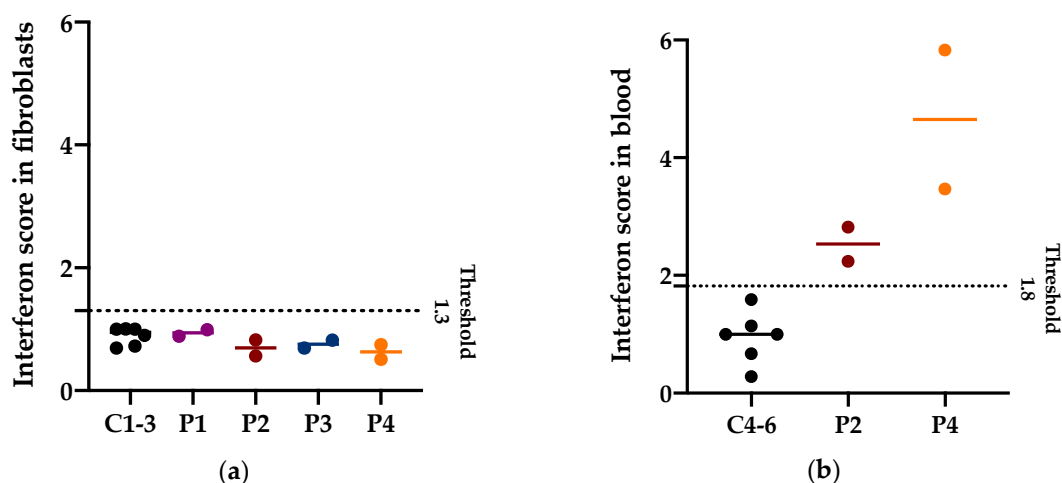 Interferon score in fibroblasts
6
4
2
0
Threshold
1.3
C1-3 P1 P2 P3 P4
(a)
Interferon score in blood
6
4
2
0
Threshold
1.8
C4-6 P2 P4
(b)